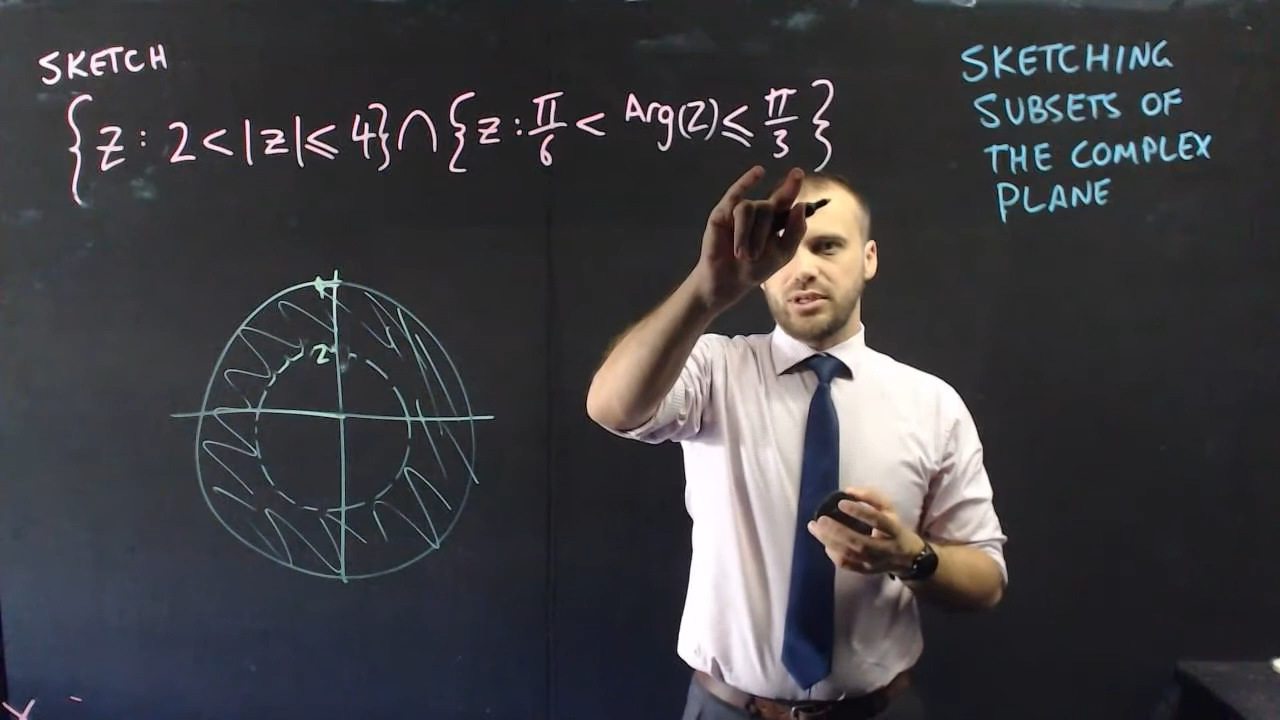 SKETCH
{z : 2 < |z| ≤ 4} ∩ {z : π/6 < Arg(z) ≤ π/3}
SKETCHING
SUBSETS OF
THE COMPLEX
PLANE
2